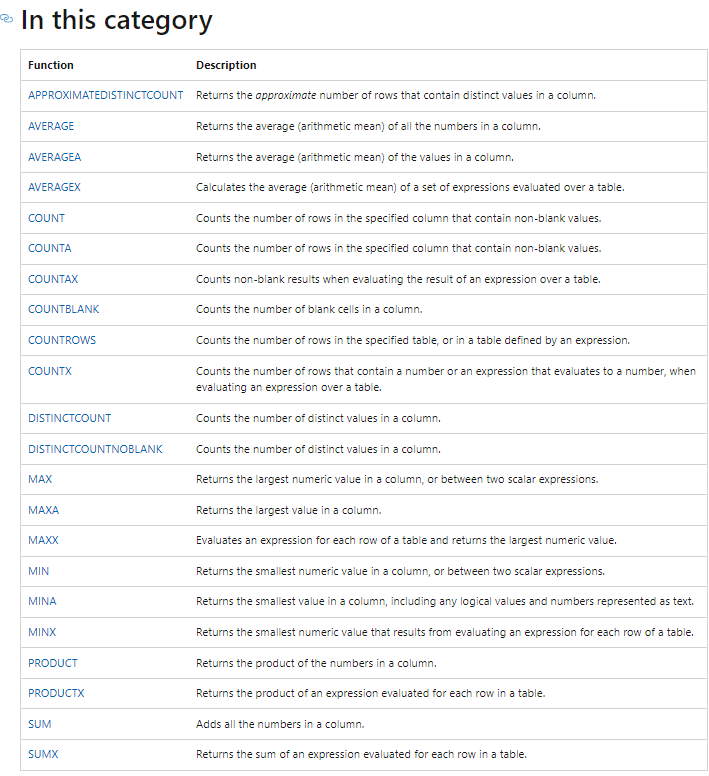 In this category
Function Description
APPROXIMATEDISTINCTCOUNT Returns the approximate number of rows that contain distinct values in a column.
AVERAGE Returns the average (arithmetic mean) of all the numbers in a column.
AVERAGEA Returns the average (arithmetic mean) of the values in a column.
AVERAGEX Calculates the average (arithmetic mean) of a set of expressions evaluated over a table.
COUNT Counts the number of rows in the specified column that contain non-blank values.
COUNTA Counts the number of rows in the specified column that contain non-blank values.
COUNTAX Counts non-blank results when evaluating the result of an expression over a table.
COUNTBLANK Counts the number of blank cells in a column.
COUNTROWS Counts the number of rows in the specified table, or in a table defined by an expression.
COUNTX Counts the number of rows that contain a number or an expression that evaluates to a number, when
evaluating an expression over a table.
DISTINCTCOUNT Counts the number of distinct values in a column.
DISTINCTCOUNTNOBLANK Counts the number of distinct values in a column.
MAX Returns the largest numeric value in a column, or between two scalar expressions.
MAXA Returns the largest value in a column.
MAXX Evaluates an expression for each row of a table and returns the largest numeric value.
MIN Returns the smallest numeric value in a column, or between two scalar expressions.
MINA Returns the smallest value in a column, including any logical values and numbers represented as text.
MINX Returns the smallest numeric value that results from evaluating an expression for each row of a table.
PRODUCT Returns the product of the numbers in a column.
PRODUCTX Returns the product of an expression evaluated for each row in a table.
SUM Adds all the numbers in a column.
SUMX Returns the sum of an expression evaluated for each row in a table.